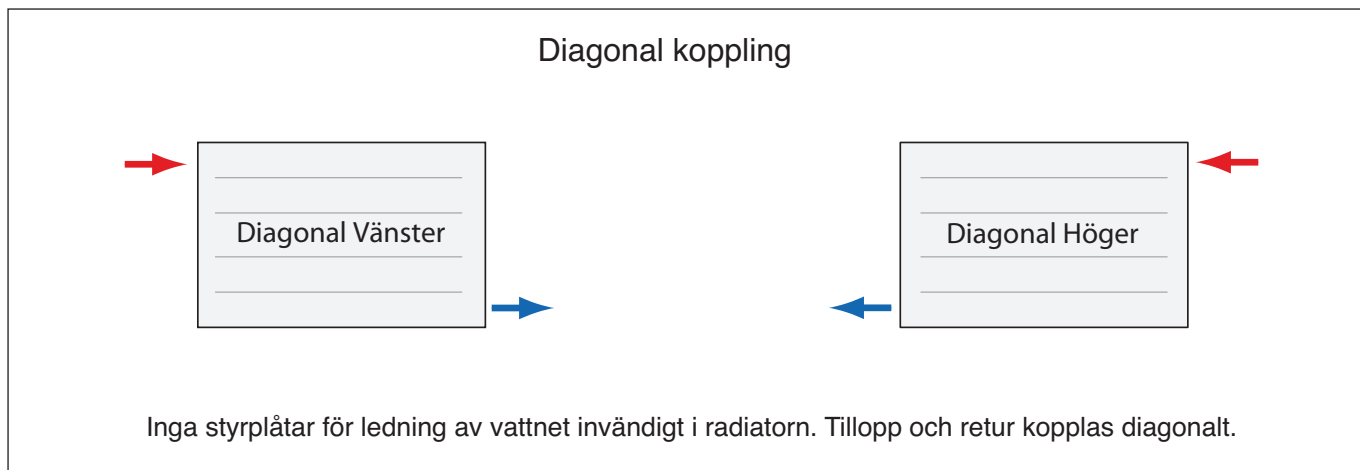 Diagonal koppling
Diagonal Vänster
Diagonal Höger
Inga styrplåtar för ledning av vattnet invändigt i radiatorn. Tillopp och retur kopplas diagonalt.